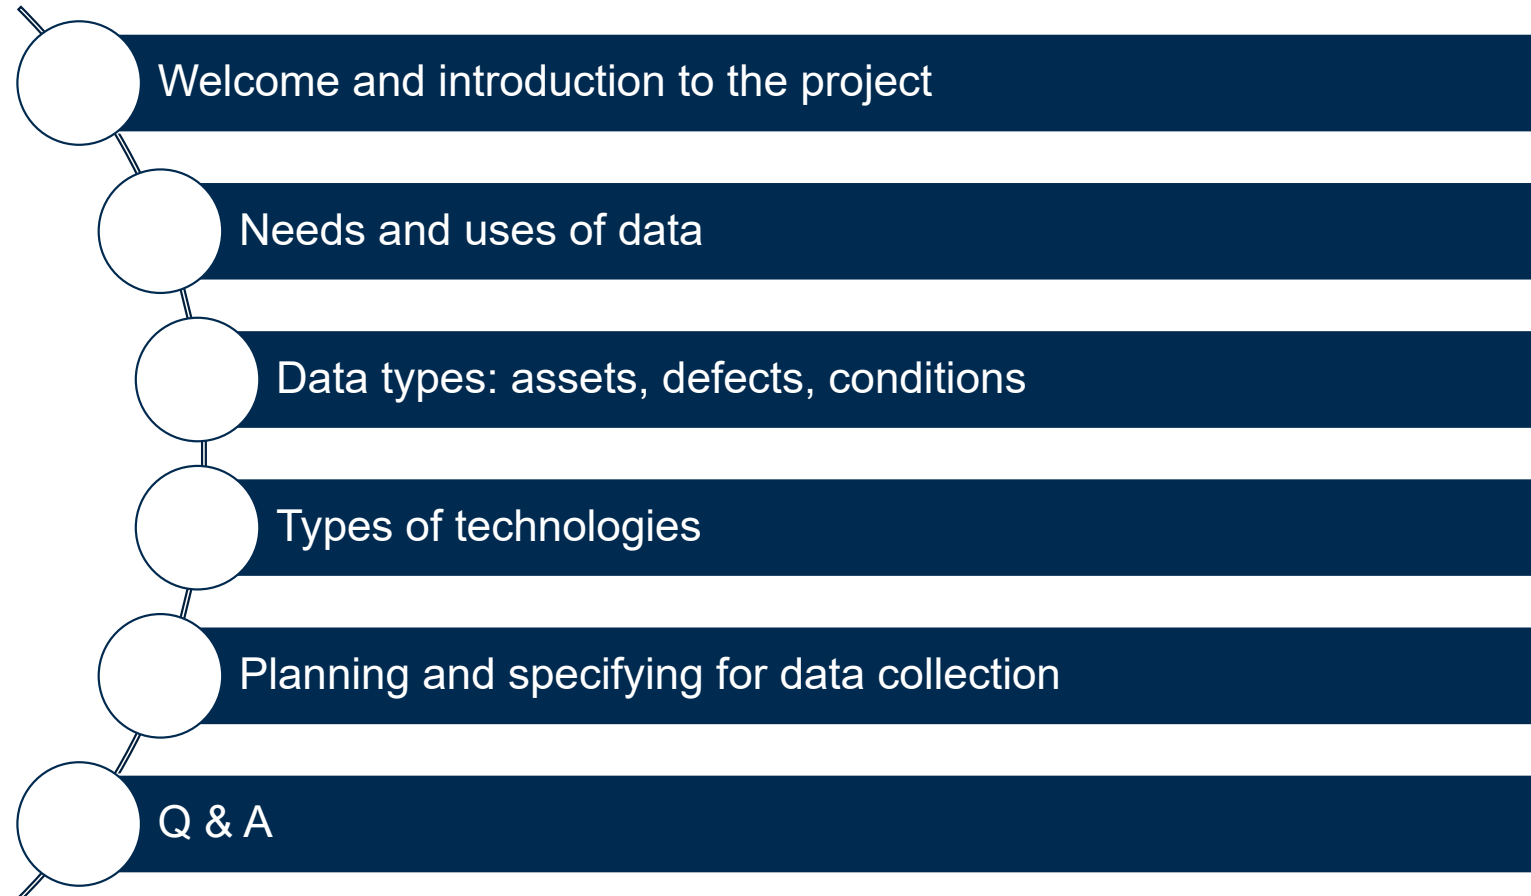 Welcome and introduction to the project
Needs and uses of data
Data types: assets, defects, conditions
Types of technologies
Planning and specifying for data collection
Q & A